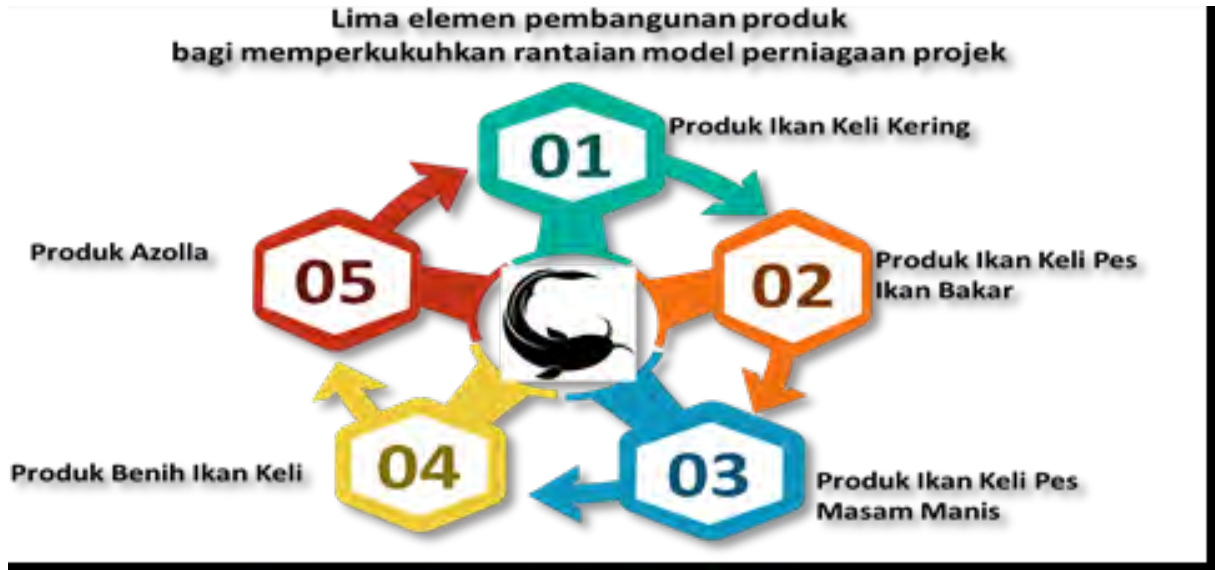 Lima elemen pembangunan produk
bagi memperkukuhkan rantaian model perniagaan projek
01
Produk Ikan Keli Kering
02
Produk Ikan Keli Pes
Ikan Bakar
03
Produk Ikan Keli Pes
Masam Manis
04
Produk Benih Ikan Keli
05
Produk Azolla